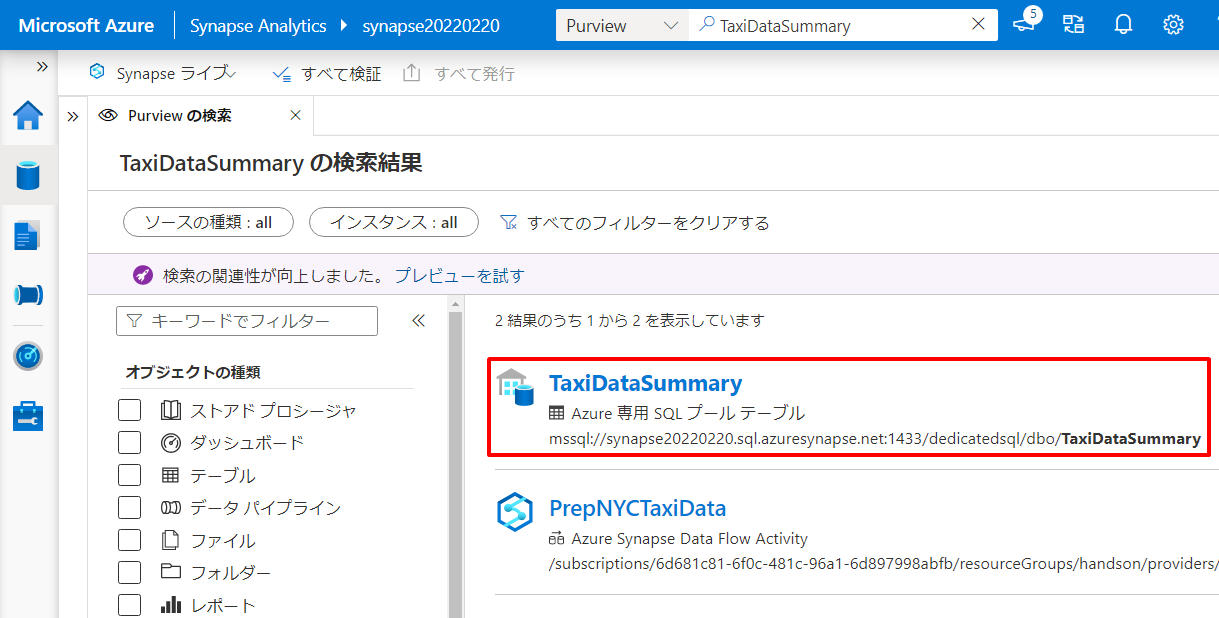 Microsoft Azure
Synapse Analytics
synapse20220220
Purview
TaxiDataSummary
5
Synapse ライブ
すべて検証
すべて発行
Purview の検索
TaxiDataSummary の検索結果
ソースの種類 : all
インスタンス : all
すべてのフィルターをクリアする
検索の関連性が向上しました。 プレビューを試す
キーワードでフィルター
2 結果のうち 1 から 2 を表示しています
オブジェクトの種類
ストアド プロシージャ
ダッシュボード
テーブル
データ パイプライン
ファイル
フォルダー
レポート
TaxiDataSummary
Azure 専用 SQL プール テーブル
mssql://synapse20220220.sql.azuresynapse.net:1433/dedicatedsql/dbo/TaxiDataSummary
PrepNYCTaxiData
Azure Synapse Data Flow Activity
/subscriptions/6d681c81-6f0c-481c-96a1-6d897998abfb/resourceGroups/handson/providers/